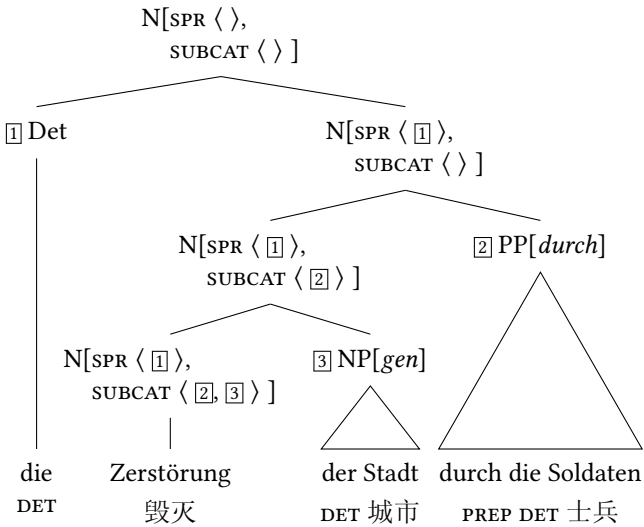 N[SPR ⟨ ⟩,
SUBCAT ⟨ ⟩ ]
1 Det
N[SPR ⟨ 1 ⟩,
SUBCAT ⟨ ⟩ ]
N[SPR ⟨ 1 ⟩,
SUBCAT ⟨ 2 ⟩ ]
2 PP[durch]
N[SPR ⟨ 1 ⟩,
SUBCAT ⟨ 2, 3 ⟩ ]
3 NP[gen]
die Zerstörung der Stadt durch die Soldaten
DET 毁灭 DET 城市 PREP DET 士兵